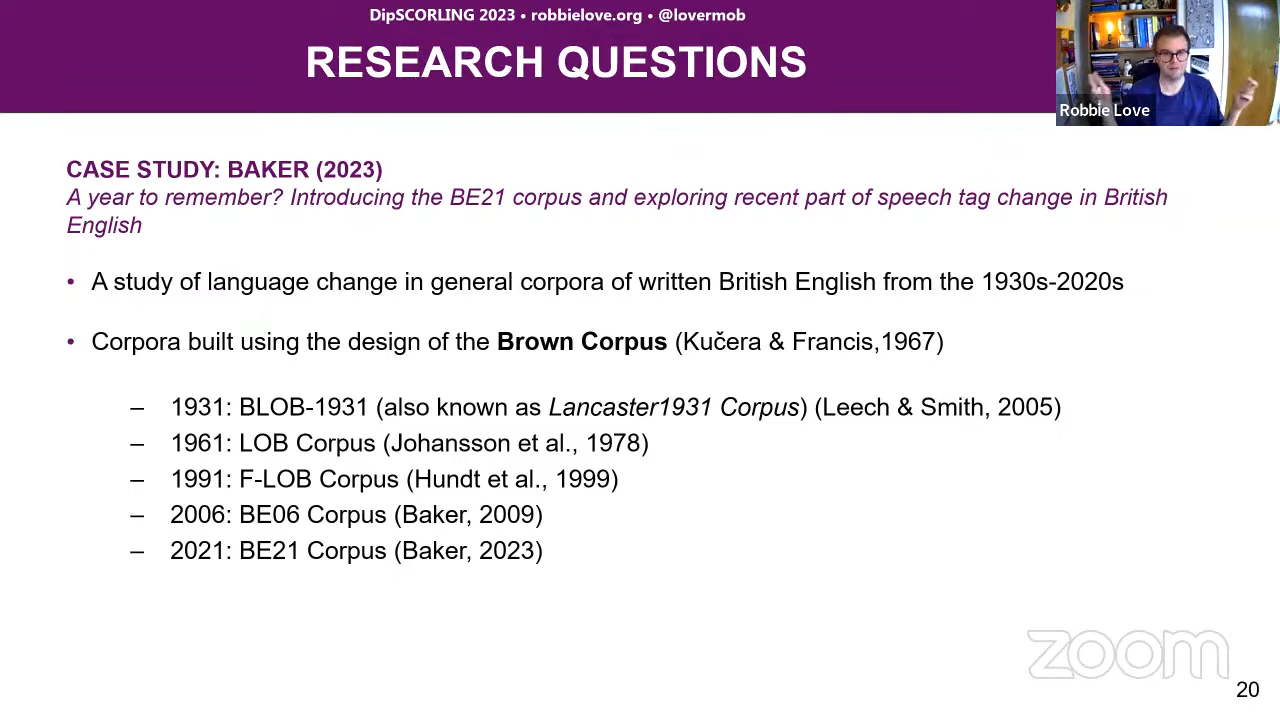 DipSCORLING 2023 • robbielove.org • @lovermob
RESEARCH QUESTIONS
Robbie Love
CASE STUDY: BAKER (2023)
A year to remember? Introducing the BE21 corpus and exploring recent part of speech tag change in British
English
• A study of language change in general corpora of written British English from the 1930s-2020s
• Corpora built using the design of the Brown Corpus (Kučera & Francis,1967)
– 1931: BLOB-1931 (also known as Lancaster1931 Corpus) (Leech & Smith, 2005)
– 1961: LOB Corpus (Johansson et al., 1978)
– 1991: F-LOB Corpus (Hundt et al., 1999)
– 2006: BE06 Corpus (Baker, 2009)
– 2021: BE21 Corpus (Baker, 2023)
zoom
20